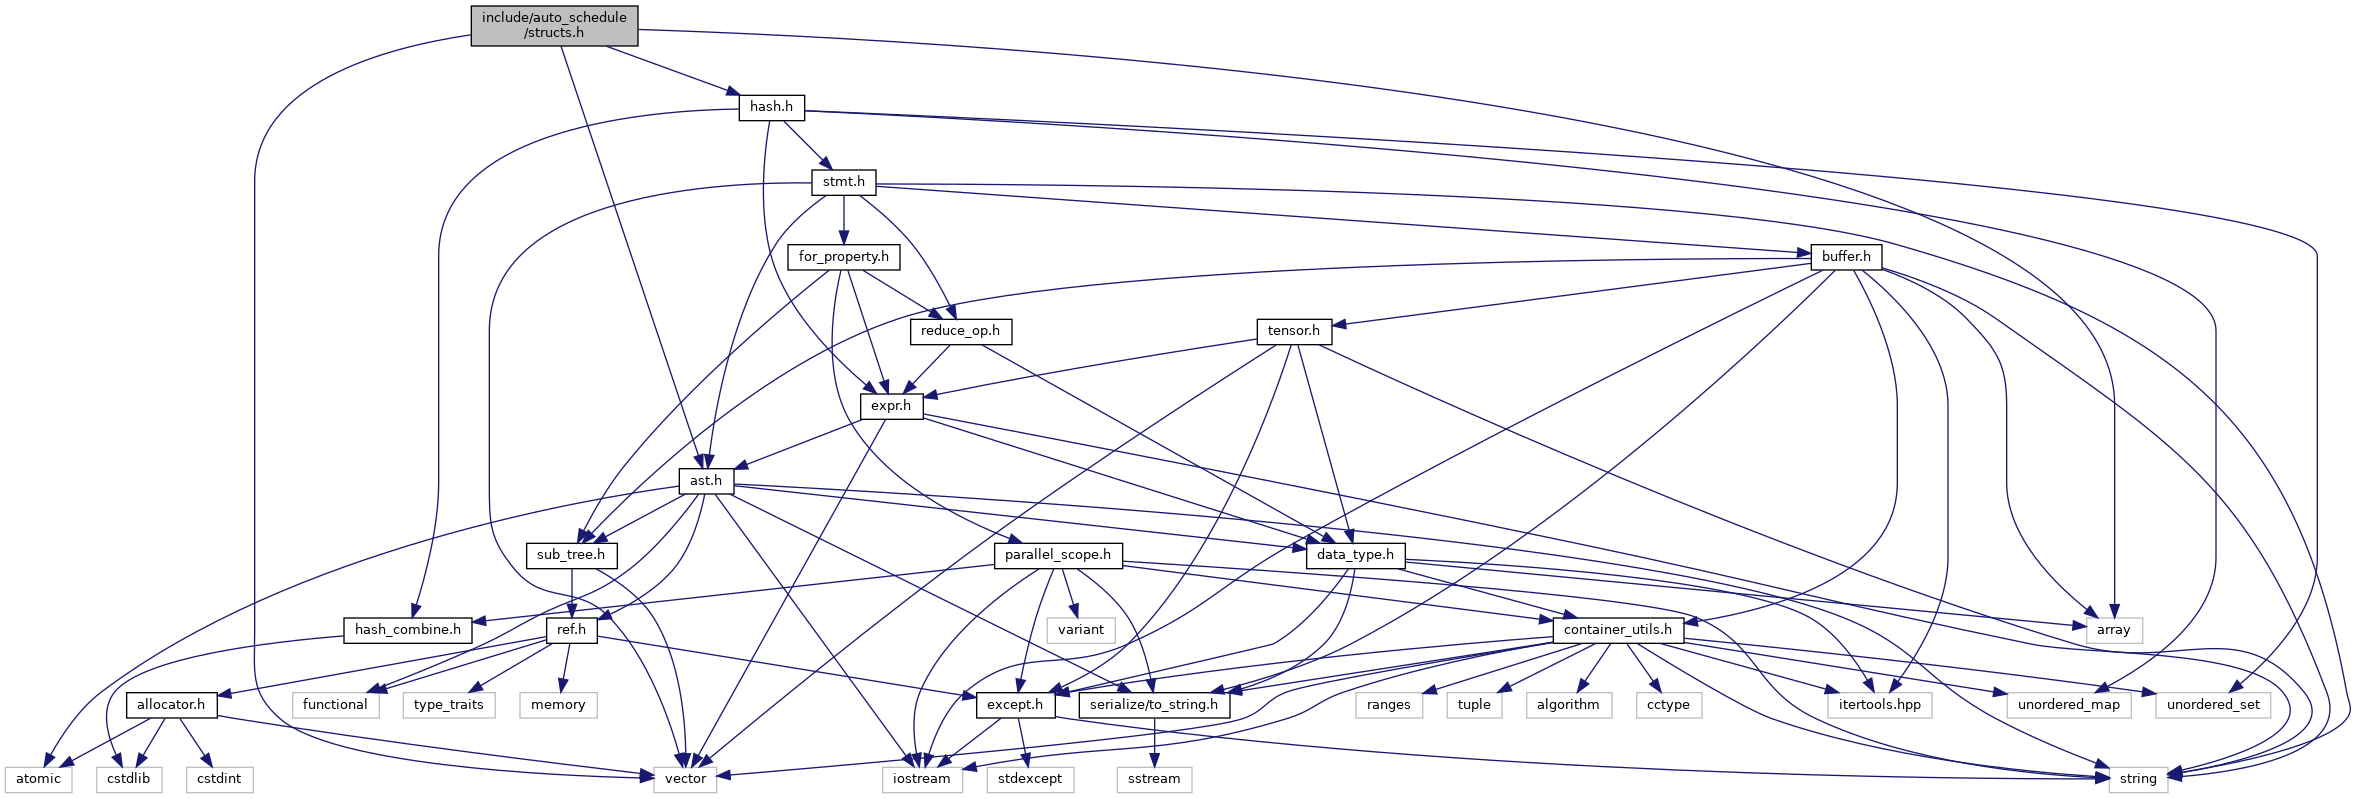 include/auto_schedule
/structs.h
hash.h
stmt.h
for_property.h
buffer.h
reduce_op.h
tensor.h
expr.h
ast.h
sub_tree.h
parallel_scope.h
data_type.h
hash_combine.h
ref.h
variant
container_utils.h
array
allocator.h
functional
type_traits
memory
except.h
serialize/to_string.h
ranges
tuple
algorithm
cctype
itertools.hpp
unordered_map
unordered_set
atomic
cstdlib
cstdint
vector
iostream
stdexcept
sstream
string